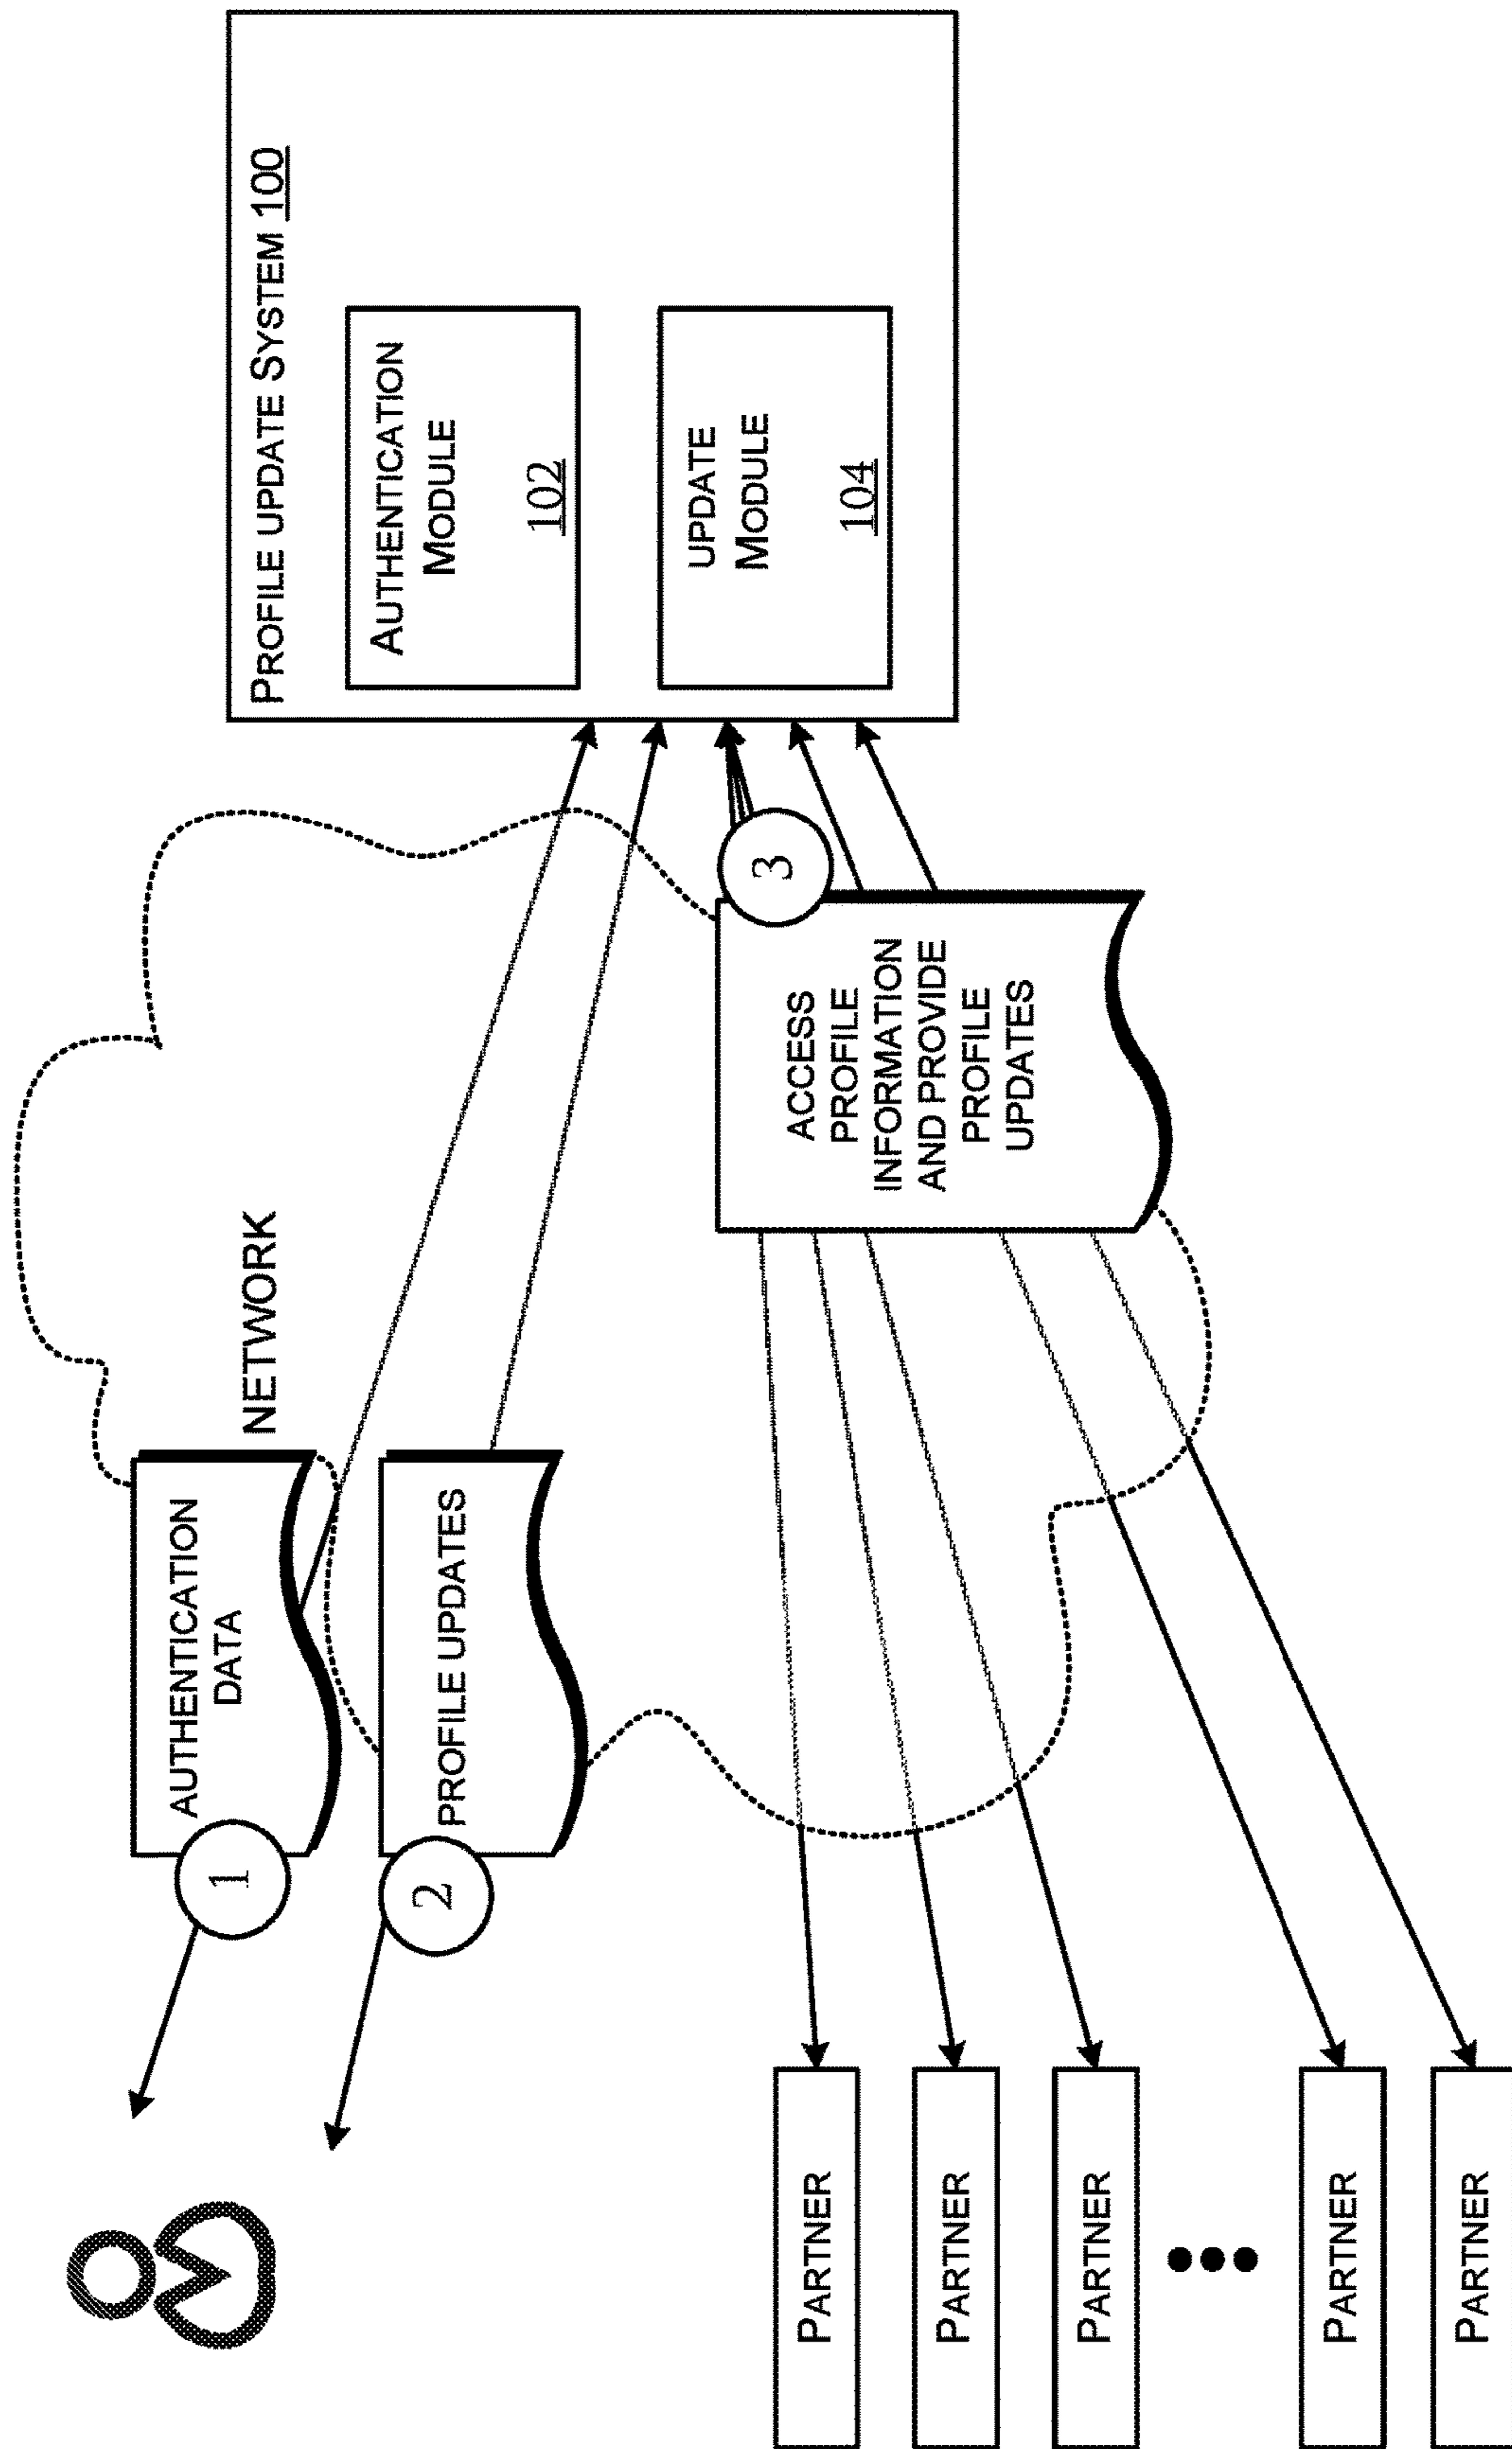 PROFILE UPDATE SYSTEM 100
AUTHENTICATION
MODULE
102
UPDATE
MODULE
104
NETWORK
AUTHENTICATION
DATA
1
PROFILE UPDATES
2
3
ACCESS
PROFILE
INFORMATION
AND PROVIDE
PROFILE
UPDATES
PARTNER
PARTNER
PARTNER
PARTNER
PARTNER